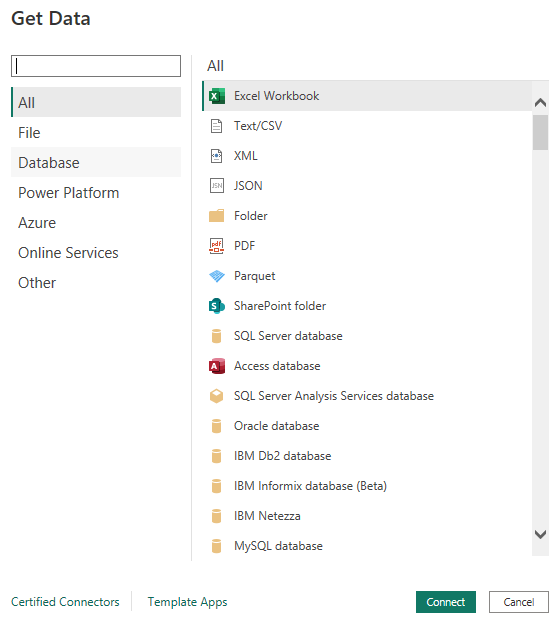 Get Data
All
File
Database
Power Platform
Azure
Online Services
Other
All
Excel Workbook
Text/CSV
XML
JSON
Folder
PDF
Parquet
SharePoint folder
SQL Server database
Access database
SQL Server Analysis Services database
Oracle database
IBM Db2 database
IBM Informix database (Beta)
IBM Netezza
MySQL database
Certified Connectors
Template Apps
Connect
Cancel